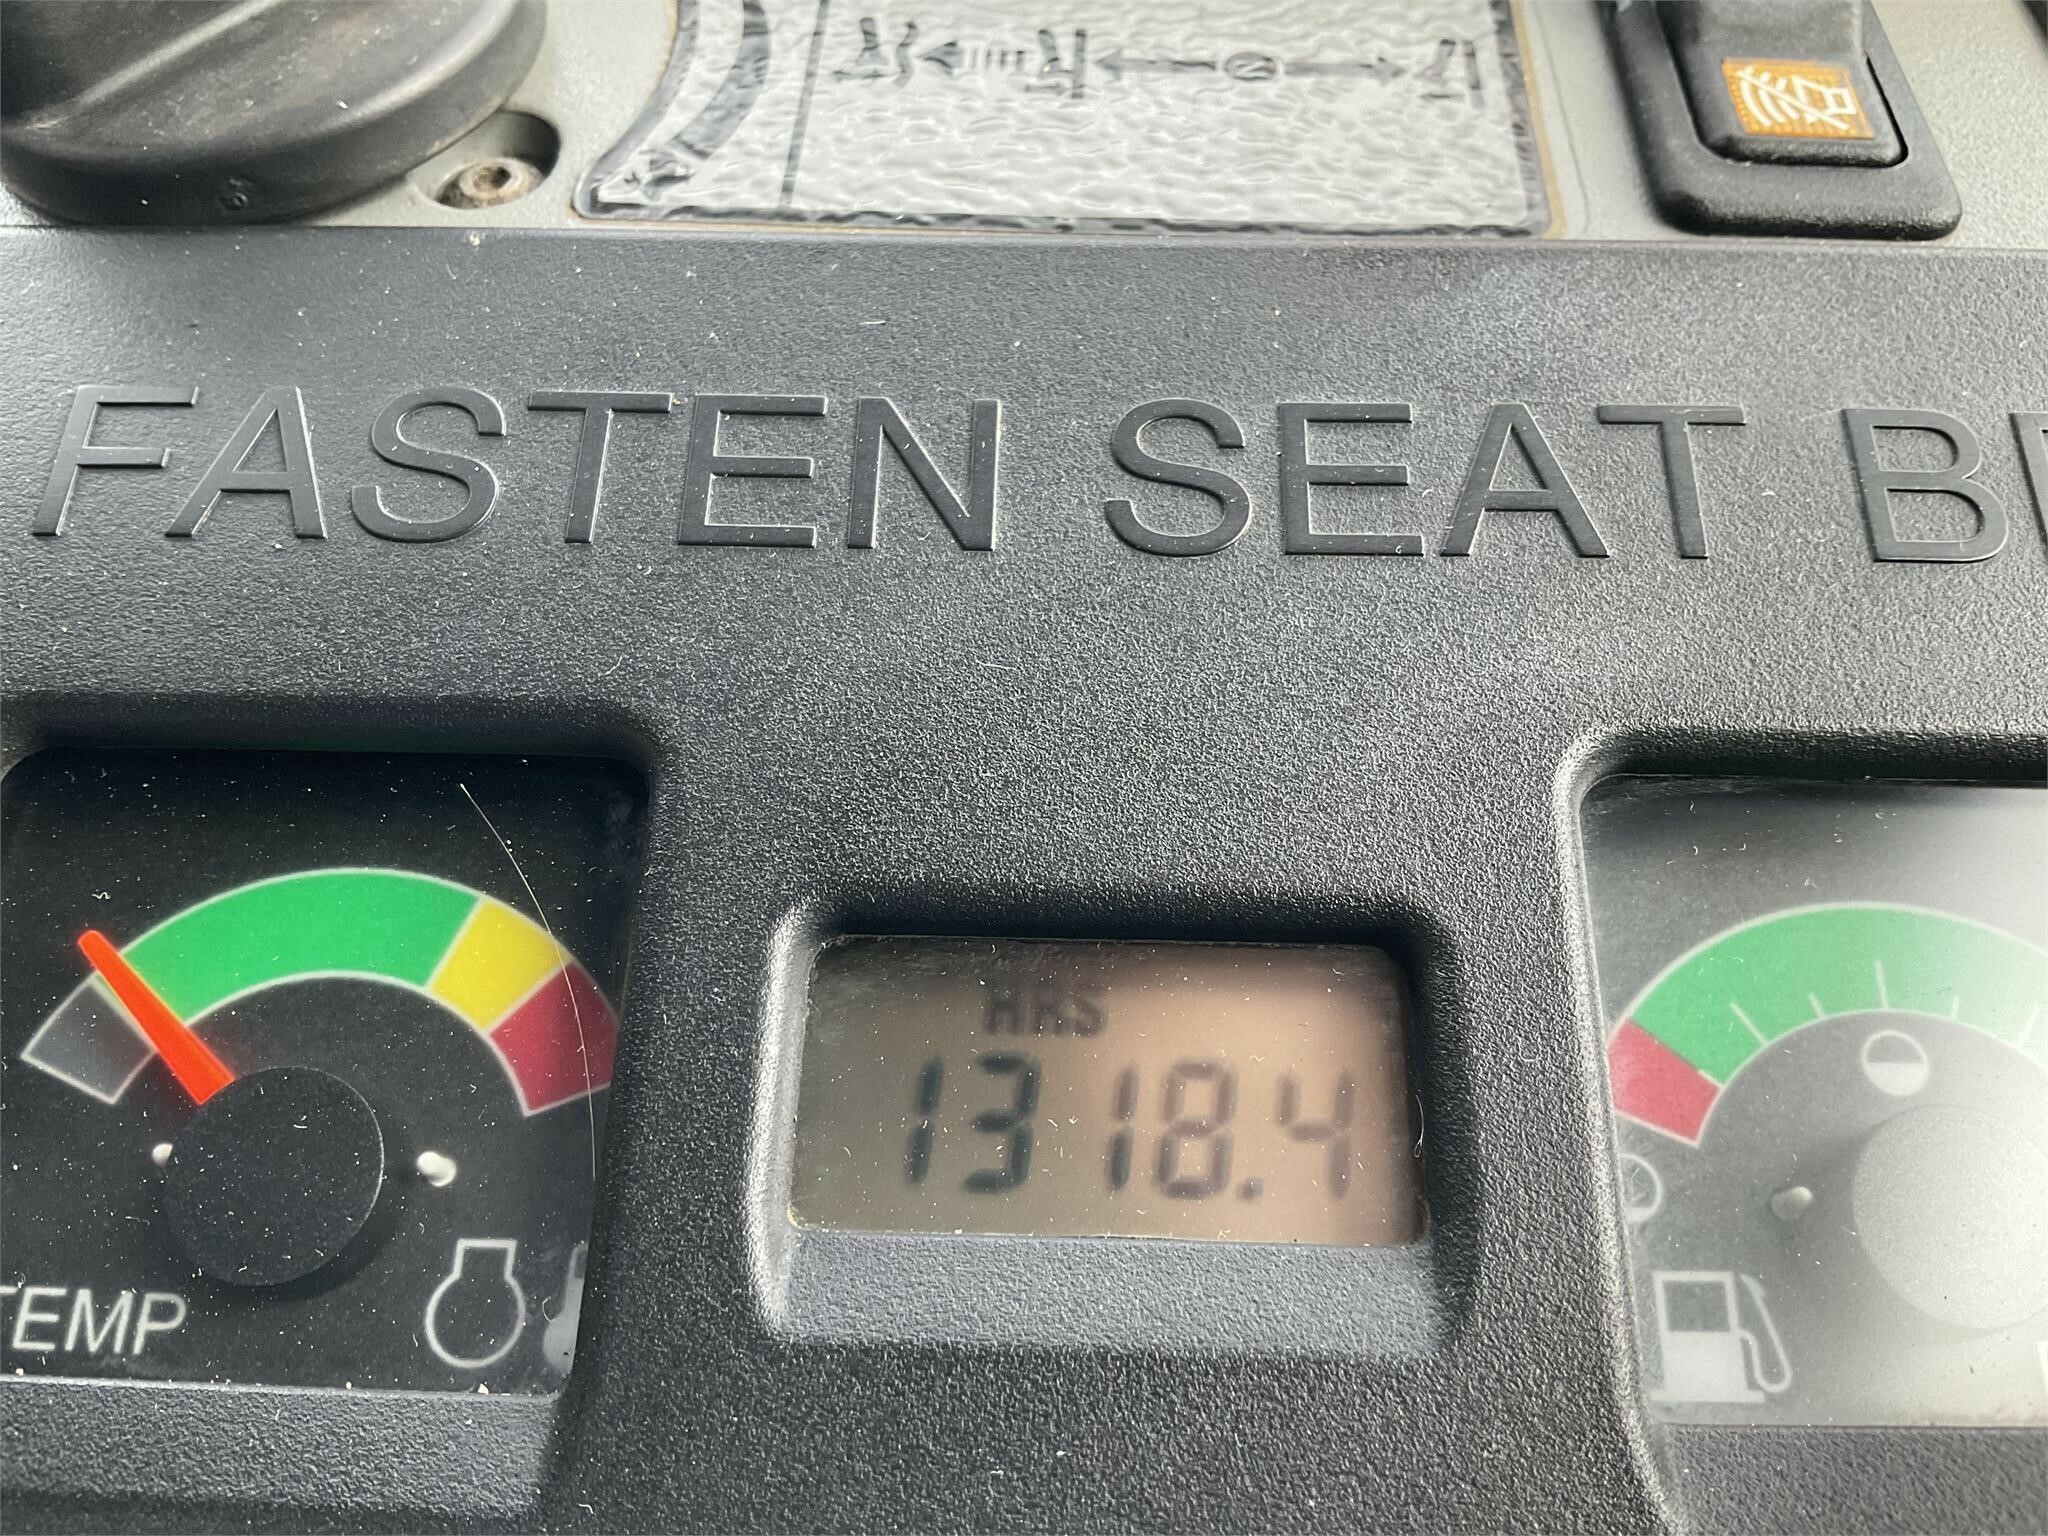 FASTEN SEAT
HRS
1318.4
TEMP